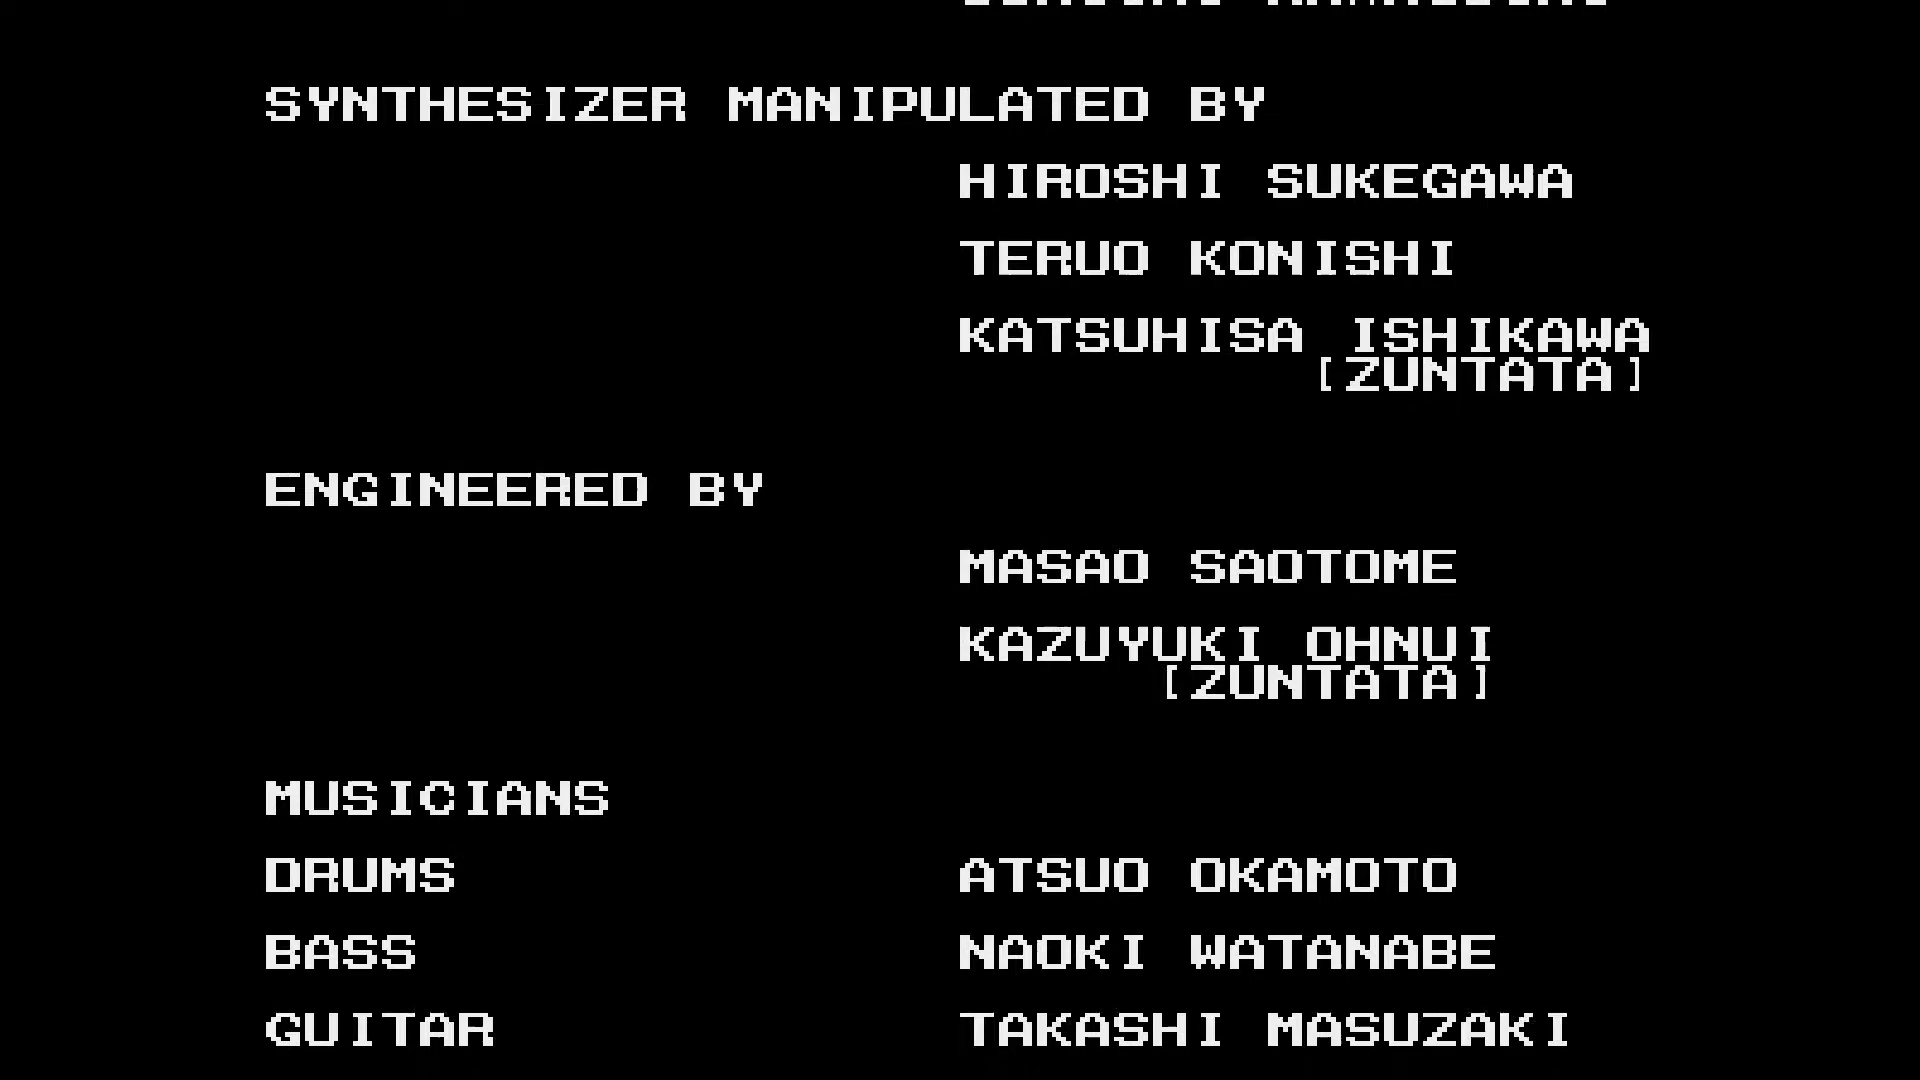 SYNTHESIZER MANIPULATED BY
HIROSHI SUKEGAWA
TERUO KONISHI
KATSUHISA ISHIKAWA
[ZUNTATA]
ENGINEERED BY
MASAO SAOTOME
KAZUYUKI OHNUI
[ZUNTATA]
MUSICIANS
DRUMS ATSUO OKAMOTO
BASS NAOKI WATANABE
GUITAR TAKASHI MASUZAKI